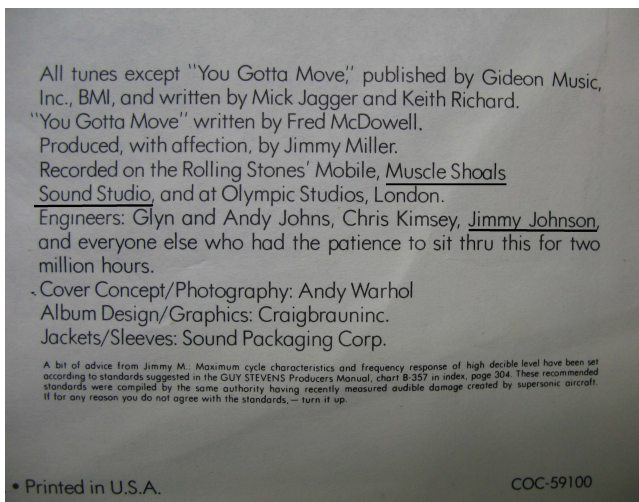 All tunes except "You Gotta Move," published by Gideon Music,
Inc., BMI, and written by Mick Jagger and Keith Richard.
"You Gotta Move" written by Fred McDowell.
Produced, with affection, by Jimmy Miller.
Recorded on the Rolling Stones' Mobile, Muscle Shoals
Sound Studio, and at Olympic Studios, London.
Engineers: Glyn and Andy Johns, Chris Kimsey, Jimmy Johnson,
and everyone else who had the patience to sit thru this for two
million hours.
Cover Concept/Photography: Andy Warhol
Album Design/Graphics: Craigbrauninc.
Jackets/Sleeves: Sound Packaging Corp.
A bit of advice from Jimmy M.: Maximum cycle characteristics and frequency response of high decible level have been set
according to standards suggested in the GUY STEVENS Producers Manual, chart B-357 in index, page 304. These recommended
standards were compiled by the same authority having recently measured audible damage created by supersonic aircraft.
If for any reason you do not agree with the standards,— turn it up.
• Printed in U.S.A.
COC-59100